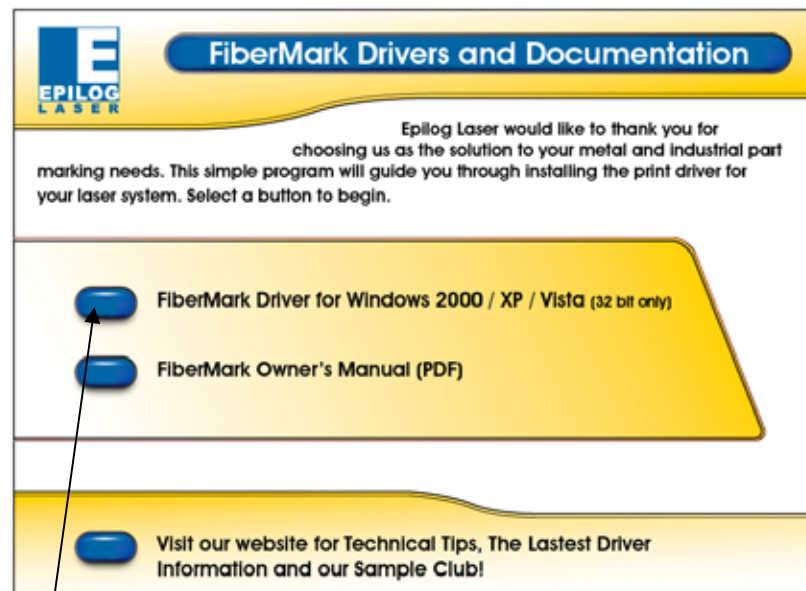 FiberMark Drivers and Documentation
EPILOG
LASER
Epilog Laser would like to thank you for
choosing us as the solution to your metal and industrial part
marking needs. This simple program will guide you through installing the print driver for
your laser system. Select a button to begin.
FiberMark Driver for Windows 2000 / XP / Vista (32 bit only)
FiberMark Owner's Manual (PDF)
Visit our website for Technical Tips, The Lastest Driver
Information and our Sample Club!